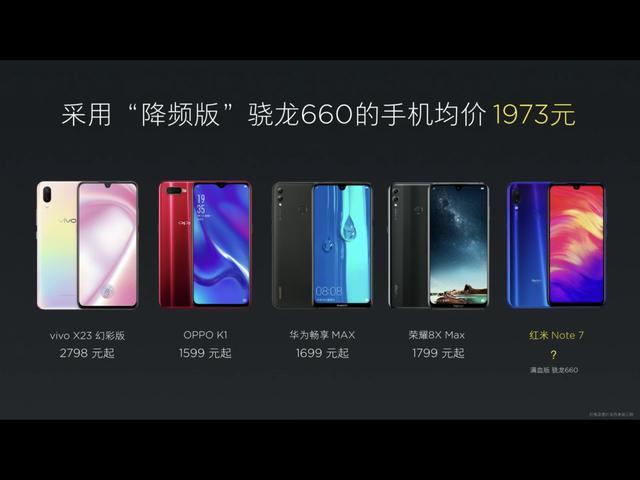 采用“降频版”骁龙660的手机均价 1973元
vivo
OPPO
19
35
08:08
vivo X23 幻彩版
2798 元起
OPPO K1
1599 元起
华为畅享 MAX
1699 元起
荣耀8X Max
1799 元起
红米 Note 7
?
满血版 骁龙660